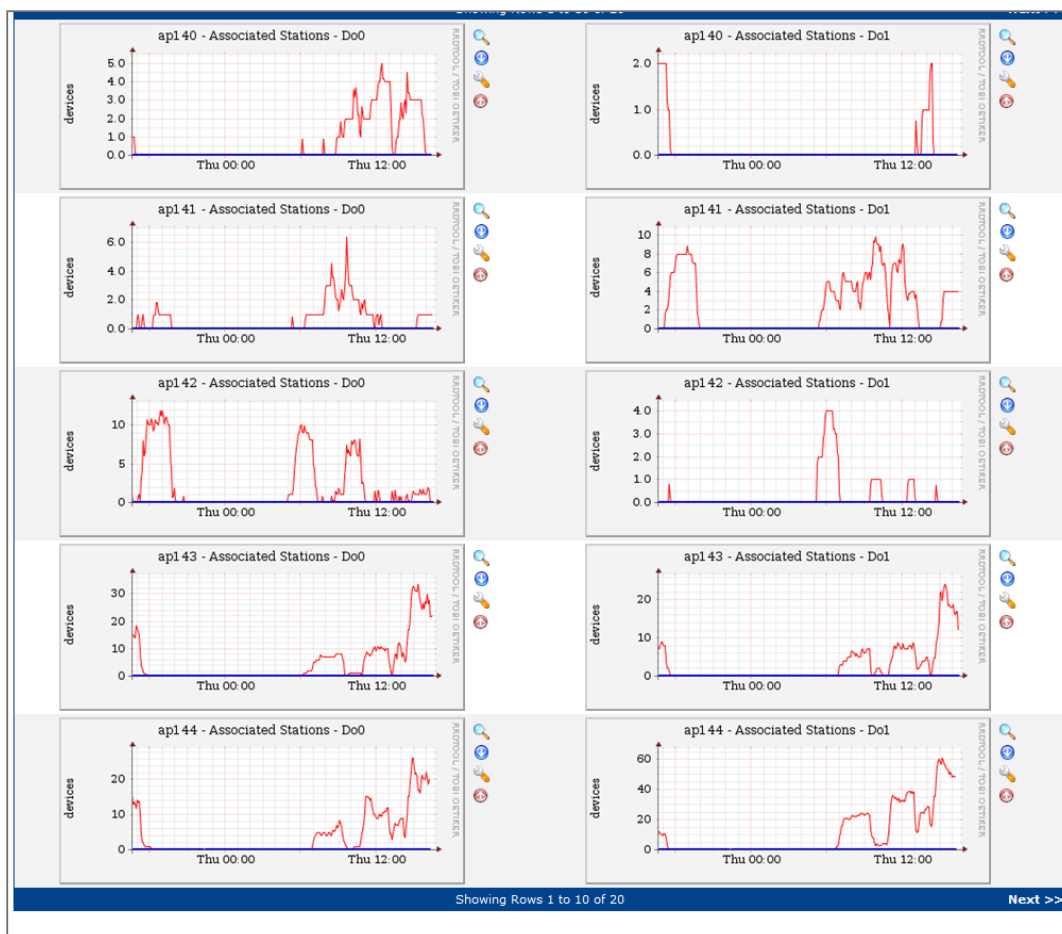 Showing Rows 1 to 10 of 20 Next >>
ap140 - Associated Stations - Do0
RRDTOOL / TOBI OETIKER
devices
5.0
4.0
3.0
2.0
1.0
0.0
Thu 00:00 Thu 12:00
ap140 - Associated Stations - Do1
RRDTOOL / TOBI OETIKER
devices
2.0
1.0
0.0
Thu 00:00 Thu 12:00
ap141 - Associated Stations - Do0
RRDTOOL / TOBI OETIKER
devices
6.0
4.0
2.0
0.0
Thu 00:00 Thu 12:00
ap141 - Associated Stations - Do1
RRDTOOL / TOBI OETIKER
devices
10
8
6
4
2
0
Thu 00:00 Thu 12:00
ap142 - Associated Stations - Do0
RRDTOOL / TOBI OETIKER
devices
10
5
0
Thu 00:00 Thu 12:00
ap142 - Associated Stations - Do1
RRDTOOL / TOBI OETIKER
devices
4.0
3.0
2.0
1.0
0.0
Thu 00:00 Thu 12:00
ap143 - Associated Stations - Do0
RRDTOOL / TOBI OETIKER
devices
30
20
10
0
Thu 00:00 Thu 12:00
ap143 - Associated Stations - Do1
RRDTOOL / TOBI OETIKER
devices
20
10
0
Thu 00:00 Thu 12:00
ap144 - Associated Stations - Do0
RRDTOOL / TOBI OETIKER
devices
20
10
0
Thu 00:00 Thu 12:00
ap144 - Associated Stations - Do1
RRDTOOL / TOBI OETIKER
devices
60
40
20
0
Thu 00:00 Thu 12:00
Showing Rows 1 to 10 of 20 Next >>